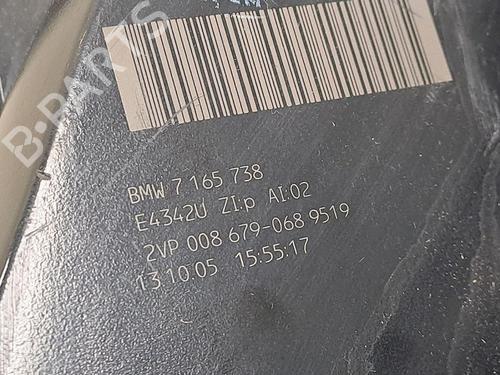 B-PARTS
BMW 7 165 738
E4342U ZI:p AI:02
2VP 008 679-068 9519
13.10.05 15:55:17